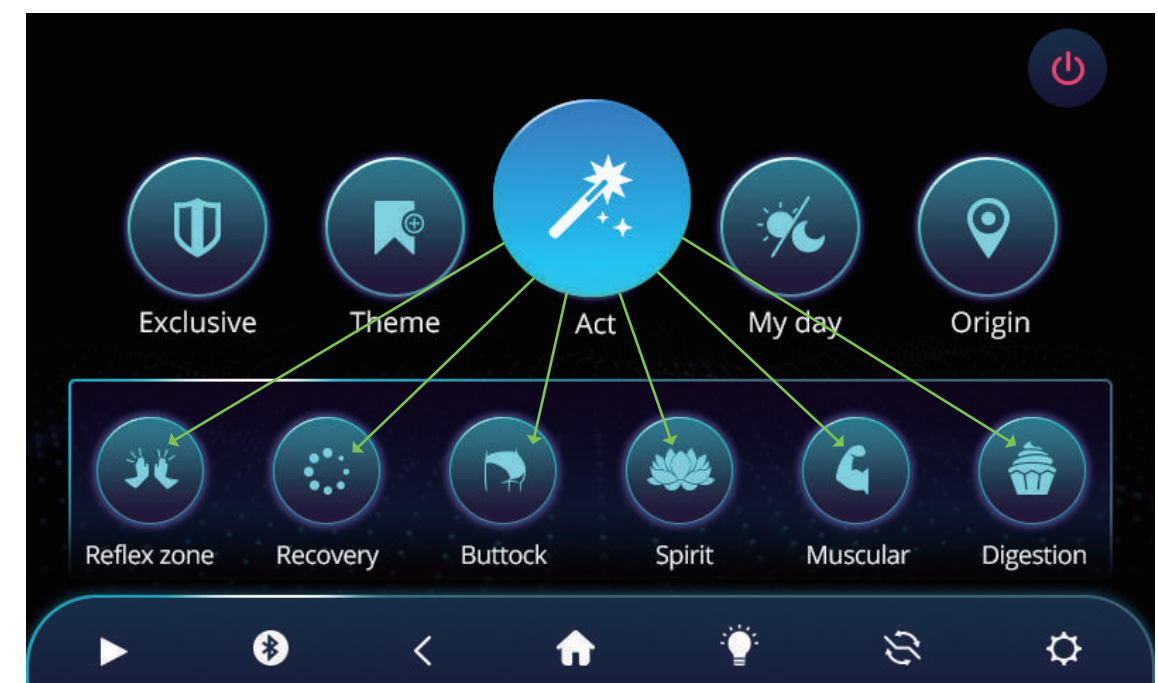 Exclusive
Theme
Act
My day
Origin
Reflex zone
Recovery
Buttock
Spirit
Muscular
Digestion